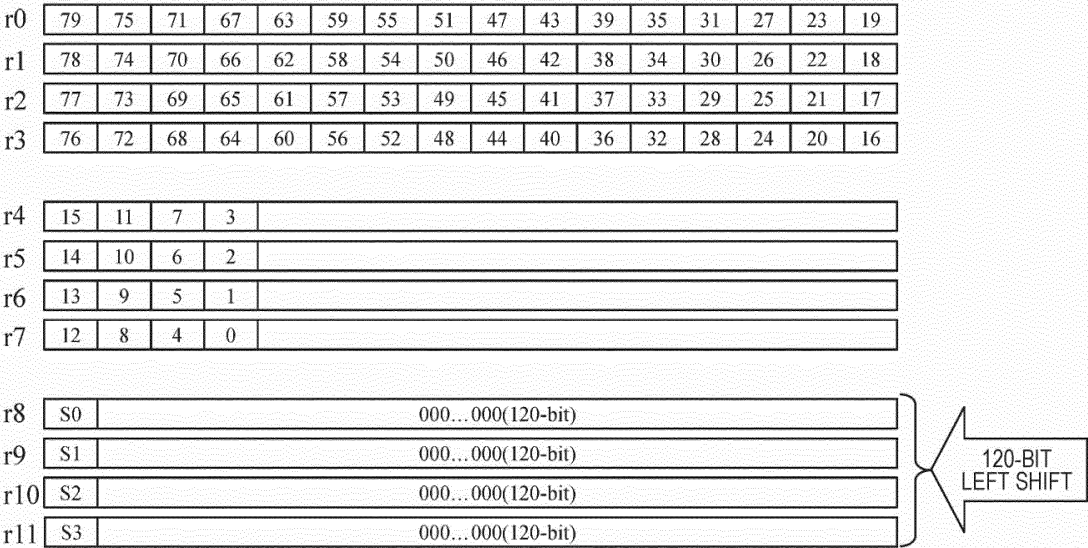 r0 79 75 71 67 63 59 55 51 47 43 39 35 31 27 23 19
r1 78 74 70 66 62 58 54 50 46 42 38 34 30 26 22 18
r2 77 73 69 65 61 57 53 49 45 41 37 33 29 25 21 17
r3 76 72 68 64 60 56 52 48 44 40 36 32 28 24 20 16
r4 15 11 7 3
r5 14 10 6 2
r6 13 9 5 1
r7 12 8 4 0
r8 S0 000...000(120-bit)
r9 S1 000...000(120-bit)
r10 S2 000...000(120-bit)
r11 S3 000...000(120-bit)
120-BIT
LEFT SHIFT